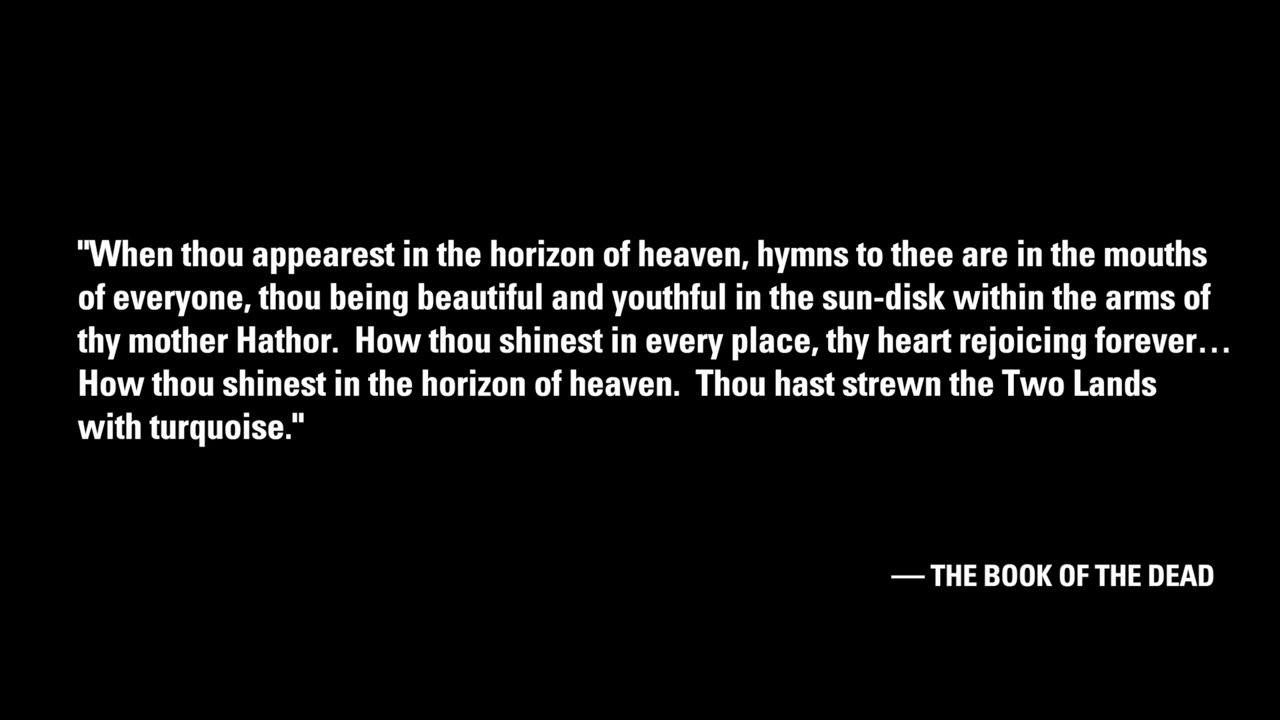 "When thou appearest in the horizon of heaven, hymns to thee are in the mouths
of everyone, thou being beautiful and youthful in the sun-disk within the arms of
thy mother Hathor.  How thou shinest in every place, thy heart rejoicing forever...
How thou shinest in the horizon of heaven.  Thou hast strewn the Two Lands
with turquoise."
— THE BOOK OF THE DEAD